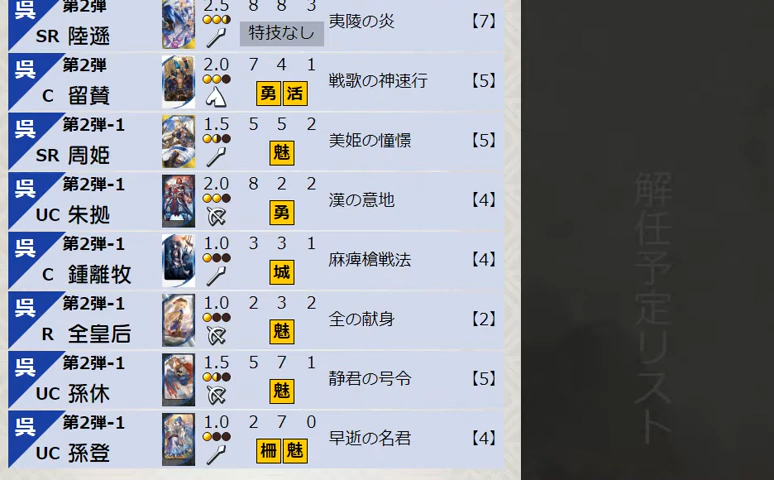 呉 第2弾 2.5 8 8 3 夷陵の炎 【7】
SR 陸遜 特技なし
呉 第2弾 2.0 7 4 1 戦歌の神速行 【5】
C 留賛 勇 活
呉 第2弾-1 1.5 5 5 2 美姫の憧憬 【5】
SR 周姫 魅
呉 第2弾-1 2.0 8 2 2 漢の意地 【4】
UC 朱拠 勇
呉 第2弾-1 1.0 3 3 1 麻痺槍戦法 【4】
C 鍾離牧 城
呉 第2弾-1 1.0 2 3 2 全の献身 【2】
R 全皇后 魅
呉 第2弾-1 1.5 5 7 1 静君の号令 【5】
UC 孫休 魅
呉 第2弾-1 1.0 2 7 0 早逝の名君 【4】
UC 孫登 柵 魅
解任予定リスト